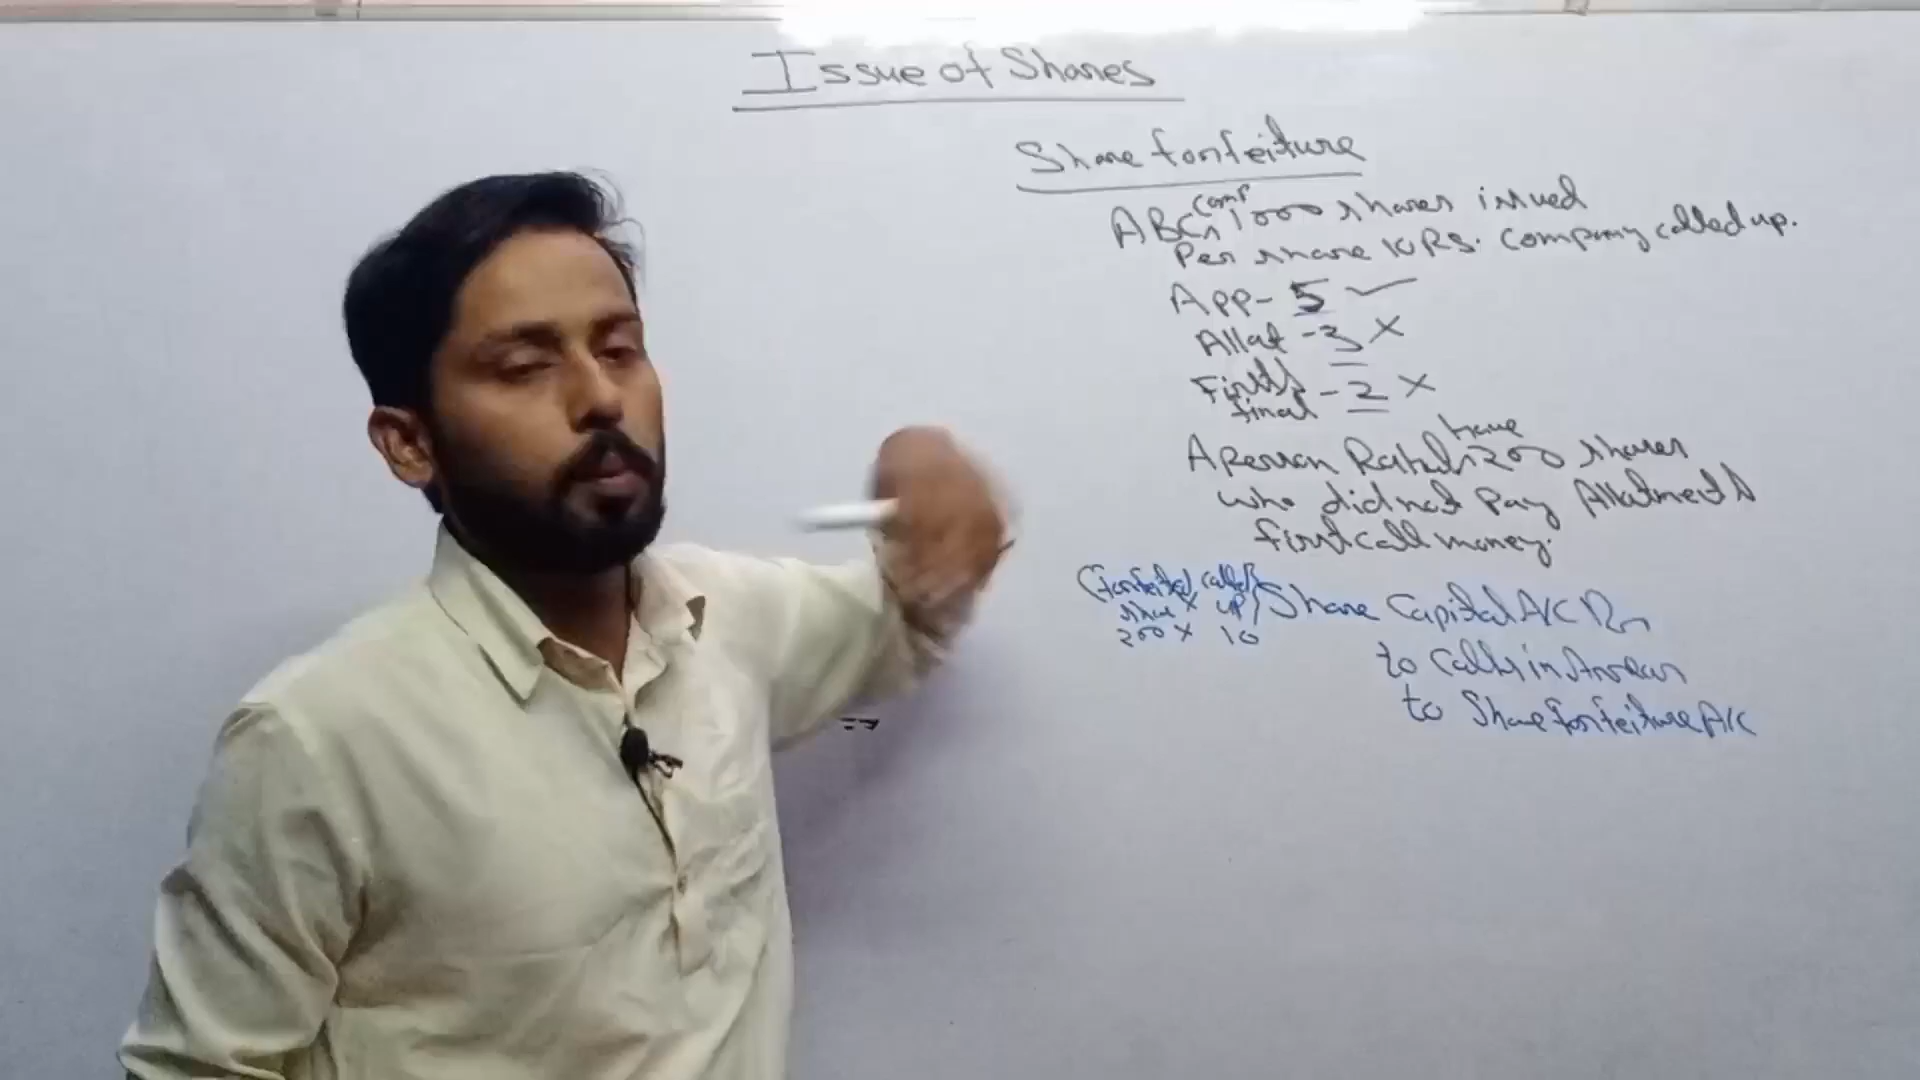 Issue of Shares
Share forfeiture
ABC comp 1000 shares issued
Per share 10 Rs. Company called up.
App - 5 ✓
Allot - 3 ×
First & final - 2 ×
A person have 200 shares
who did not pay Allotment &
first call money.
(Forfeited share × called up) Share Capital A/C Dr
200 × 10
to Calls in Arrear
to Share forfeiture A/C